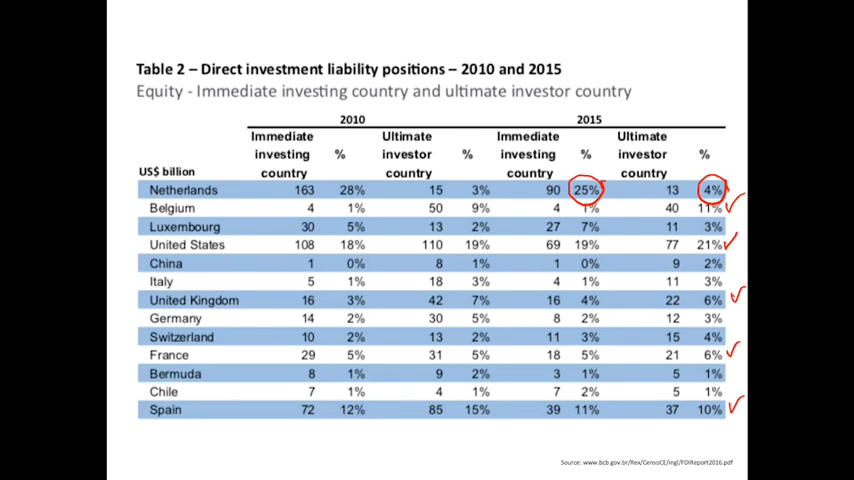 Table 2 – Direct investment liability positions – 2010 and 2015
Equity - Immediate investing country and ultimate investor country
2010 2015
Immediate Ultimate Immediate Ultimate
investing % investor % investing % investor %
US$ billion country country country country
Netherlands 163 28% 15 3% 90 25% 13 4%
Belgium 4 1% 50 9% 4 1% 40 11%
Luxembourg 30 5% 13 2% 27 7% 11 3%
United States 108 18% 110 19% 69 19% 77 21%
China 1 0% 8 1% 1 0% 9 2%
Italy 5 1% 18 3% 4 1% 11 3%
United Kingdom 16 3% 42 7% 16 4% 22 6%
Germany 14 2% 30 5% 8 2% 12 3%
Switzerland 10 2% 13 2% 11 3% 15 4%
France 29 5% 31 5% 18 5% 21 6%
Bermuda 8 1% 9 2% 3 1% 5 1%
Chile 7 1% 4 1% 7 2% 5 1%
Spain 72 12% 85 15% 39 11% 37 10%
Source: www.bcb.gov.br/Rex/CensoCE/ingl/FDIReport2016.pdf